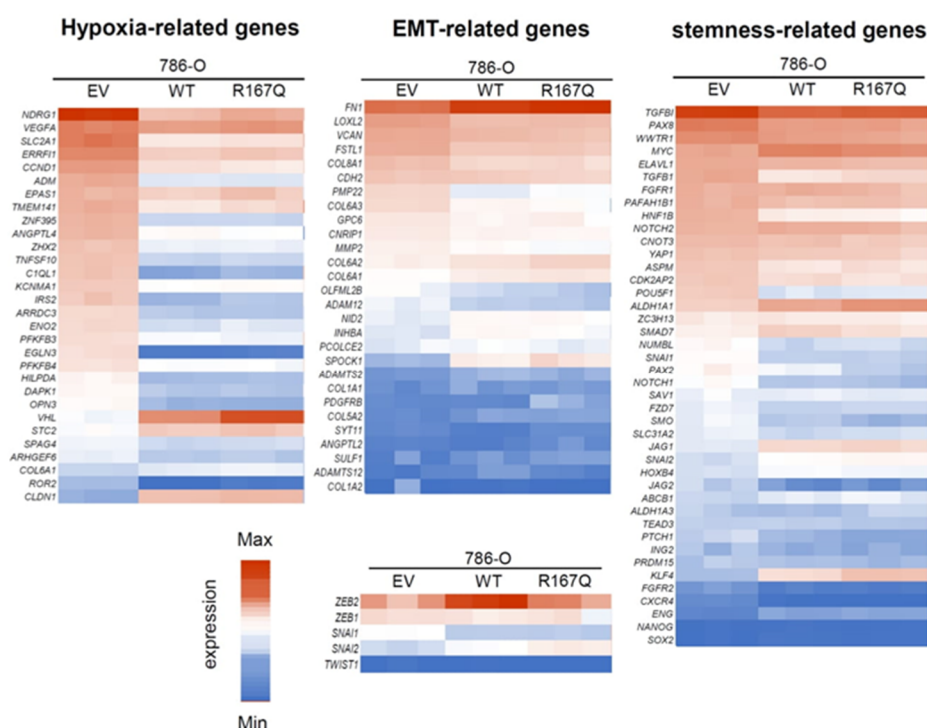 Hypoxia-related genes
786-O
EV WT R167Q
NDRG1
VEGFA
SLC2A1
ERRFI1
CCND1
ADM
EPAS1
TMEM141
ZNF395
ANGPTL4
ZHX2
TNFSF10
C1QL1
KCNMA1
IRS2
ARRDC3
ENO2
PFKFB3
EGLN3
PFKFB4
HILPDA
DAPK1
OPN3
VHL
STC2
SPAG4
ARHGEF6
COL6A1
ROR2
CLDN1
EMT-related genes
786-O
EV WT R167Q
FN1
LOXL2
VCAN
FSTL1
COL8A1
CDH2
PMP22
COL6A3
GPC6
CNRIP1
MMP2
COL6A2
COL6A1
OLFML2B
ADAM12
NID2
INHBA
PCOLCE2
SPOCK1
ADAMTS2
COL1A1
PDGFRB
COL5A2
SYT11
ANGPTL2
SULF1
ADAMTS12
COL1A2
stemness-related genes
786-O
EV WT R167Q
TGFBI
PAX8
WWTR1
MYC
ELAVL1
TGFB1
FGFR1
PAFAH1B1
HNF1B
NOTCH2
CNOT3
YAP1
ASPM
CDK2AP2
POU5F1
ALDH1A1
ZC3H13
SMAD7
NUMBL
SNAI1
PAX2
NOTCH1
SAV1
FZD7
SMO
SLC31A2
JAG1
SNAI2
HOXB4
JAG2
ABCB1
ALDH1A3
TEAD3
PTCH1
ING2
PRDM15
KLF4
FGFR2
CXCR4
ENG
NANOG
SOX2
Max
expression
Min
786-O
EV WT R167Q
ZEB2
ZEB1
SNAI1
SNAI2
TWIST1